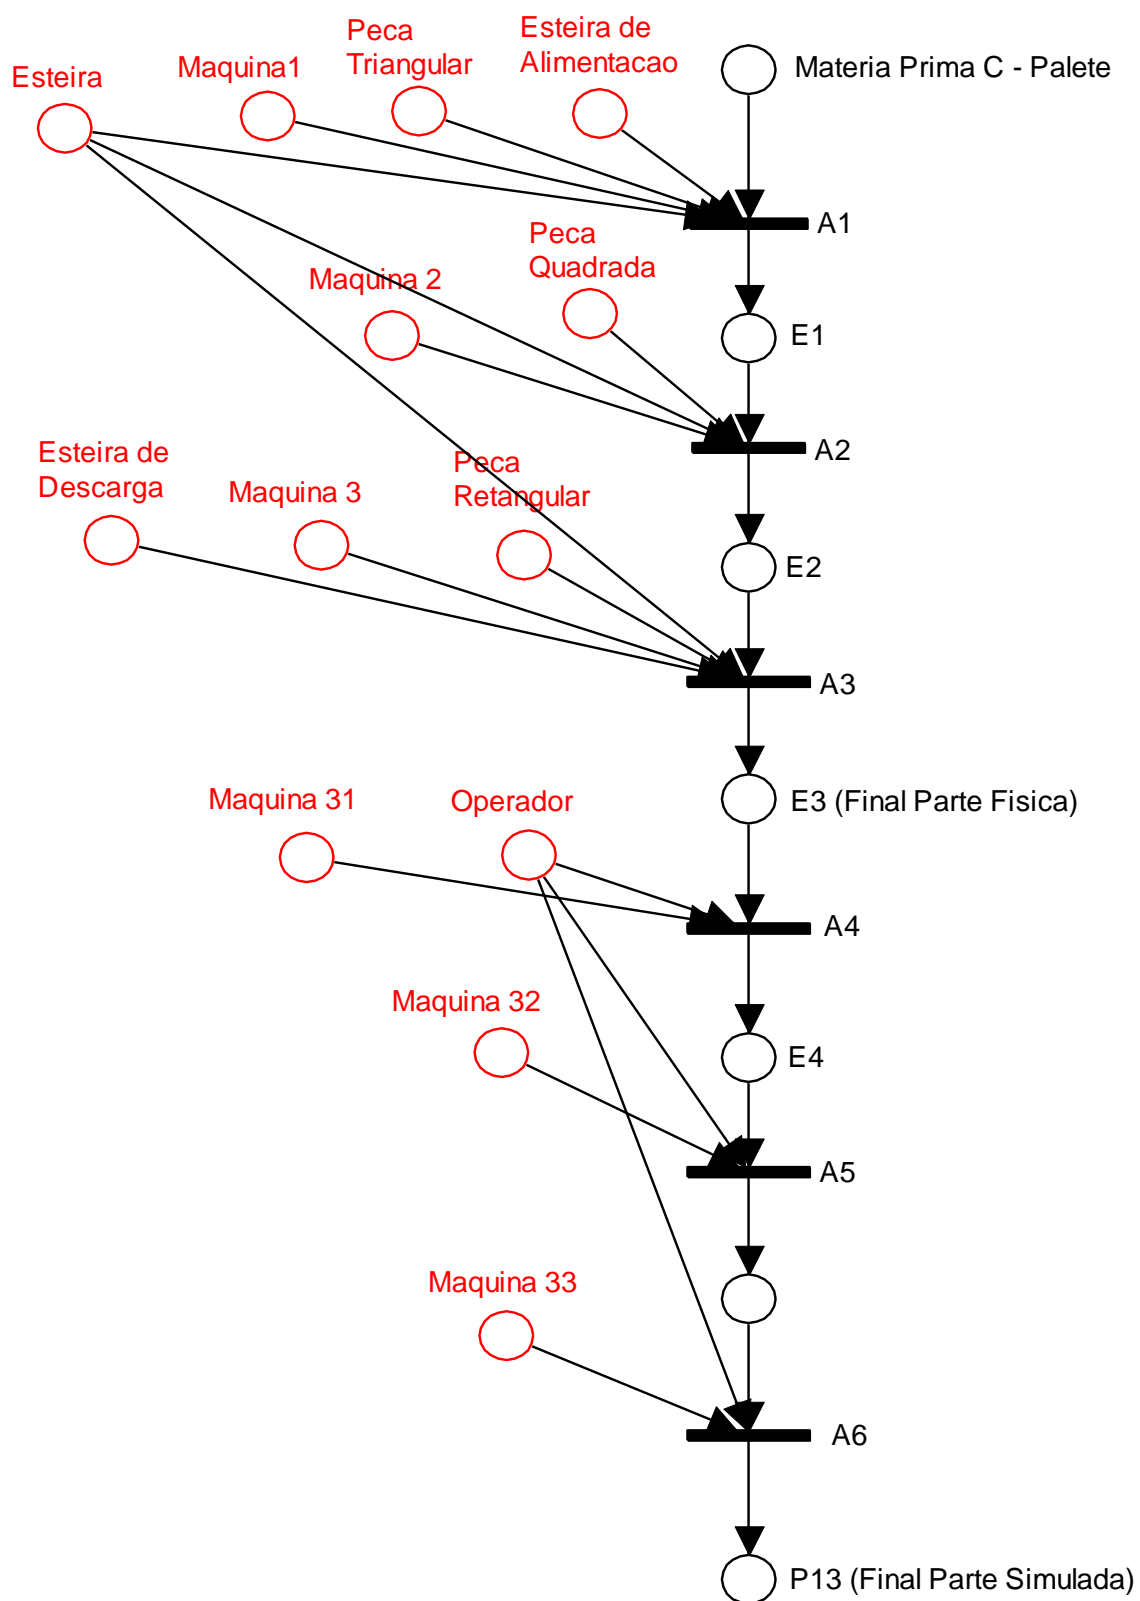 Peca
Triangular
Esteira de
Alimentacao
Materia Prima C - Palete
Esteira
Maquina1
A1
Peca
Quadrada
Maquina 2
E1
A2
Esteira de
Descarga
Maquina 3
Peca
Retangular
E2
A3
Maquina 31
Operador
E3 (Final Parte Fisica)
A4
Maquina 32
E4
A5
Maquina 33
A6
P13 (Final Parte Simulada)